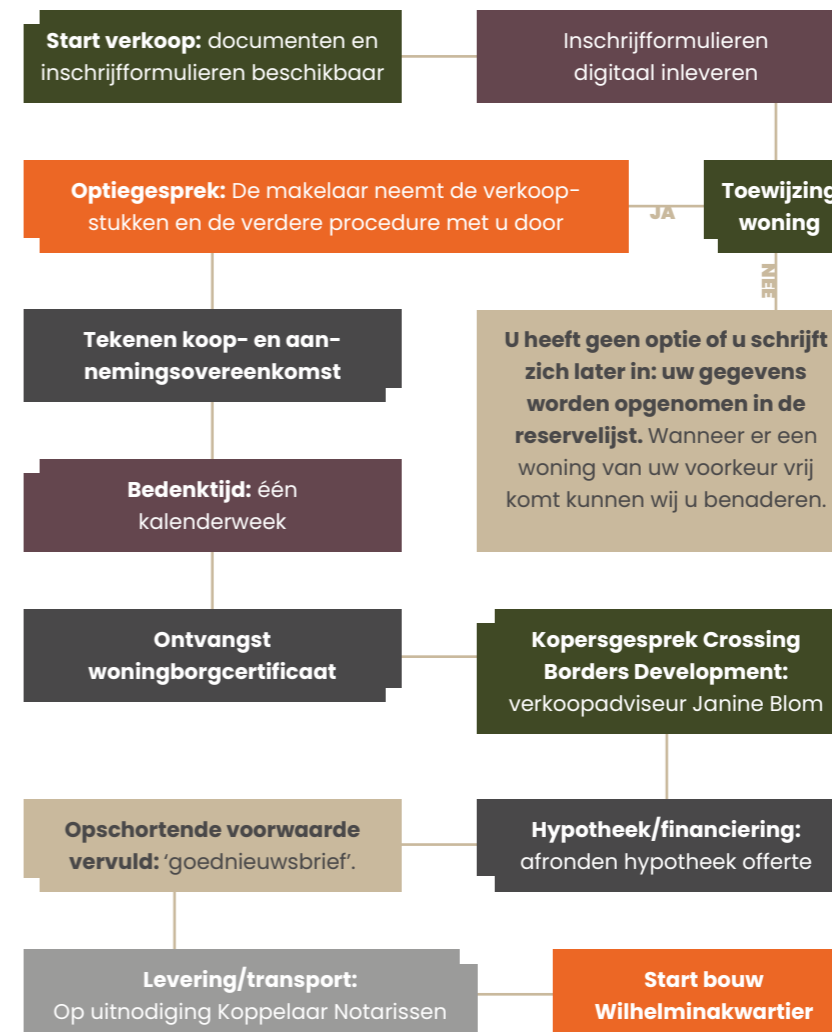 Start verkoop: documenten en
inschrijfformulieren beschikbaar
Inschrijfformulieren
digitaal inleveren
Toewijzing
woning
JA
Optiegesprek: De makelaar neemt de verkoop-
stukken en de verdere procedure met u door
NEE
U heeft geen optie of u schrijft
zich later in: uw gegevens
worden opgenomen in de
reservelijst. Wanneer er een
woning van uw voorkeur vrij
komt kunnen wij u benaderen.
Tekenen koop- en aan-
nemingsovereenkomst
Bedenktijd: één
kalenderweek
Ontvangst
woningborgcertificaat
Kopersgesprek Crossing
Borders Development:
verkoopadviseur Janine Blom
Hypotheek/financiering:
afronden hypotheek offerte
Opschortende voorwaarde
vervuld: ‘goednieuwsbrief’.
Levering/transport:
Op uitnodiging Koppelaar Notarissen
Start bouw
Wilhelminakwartier